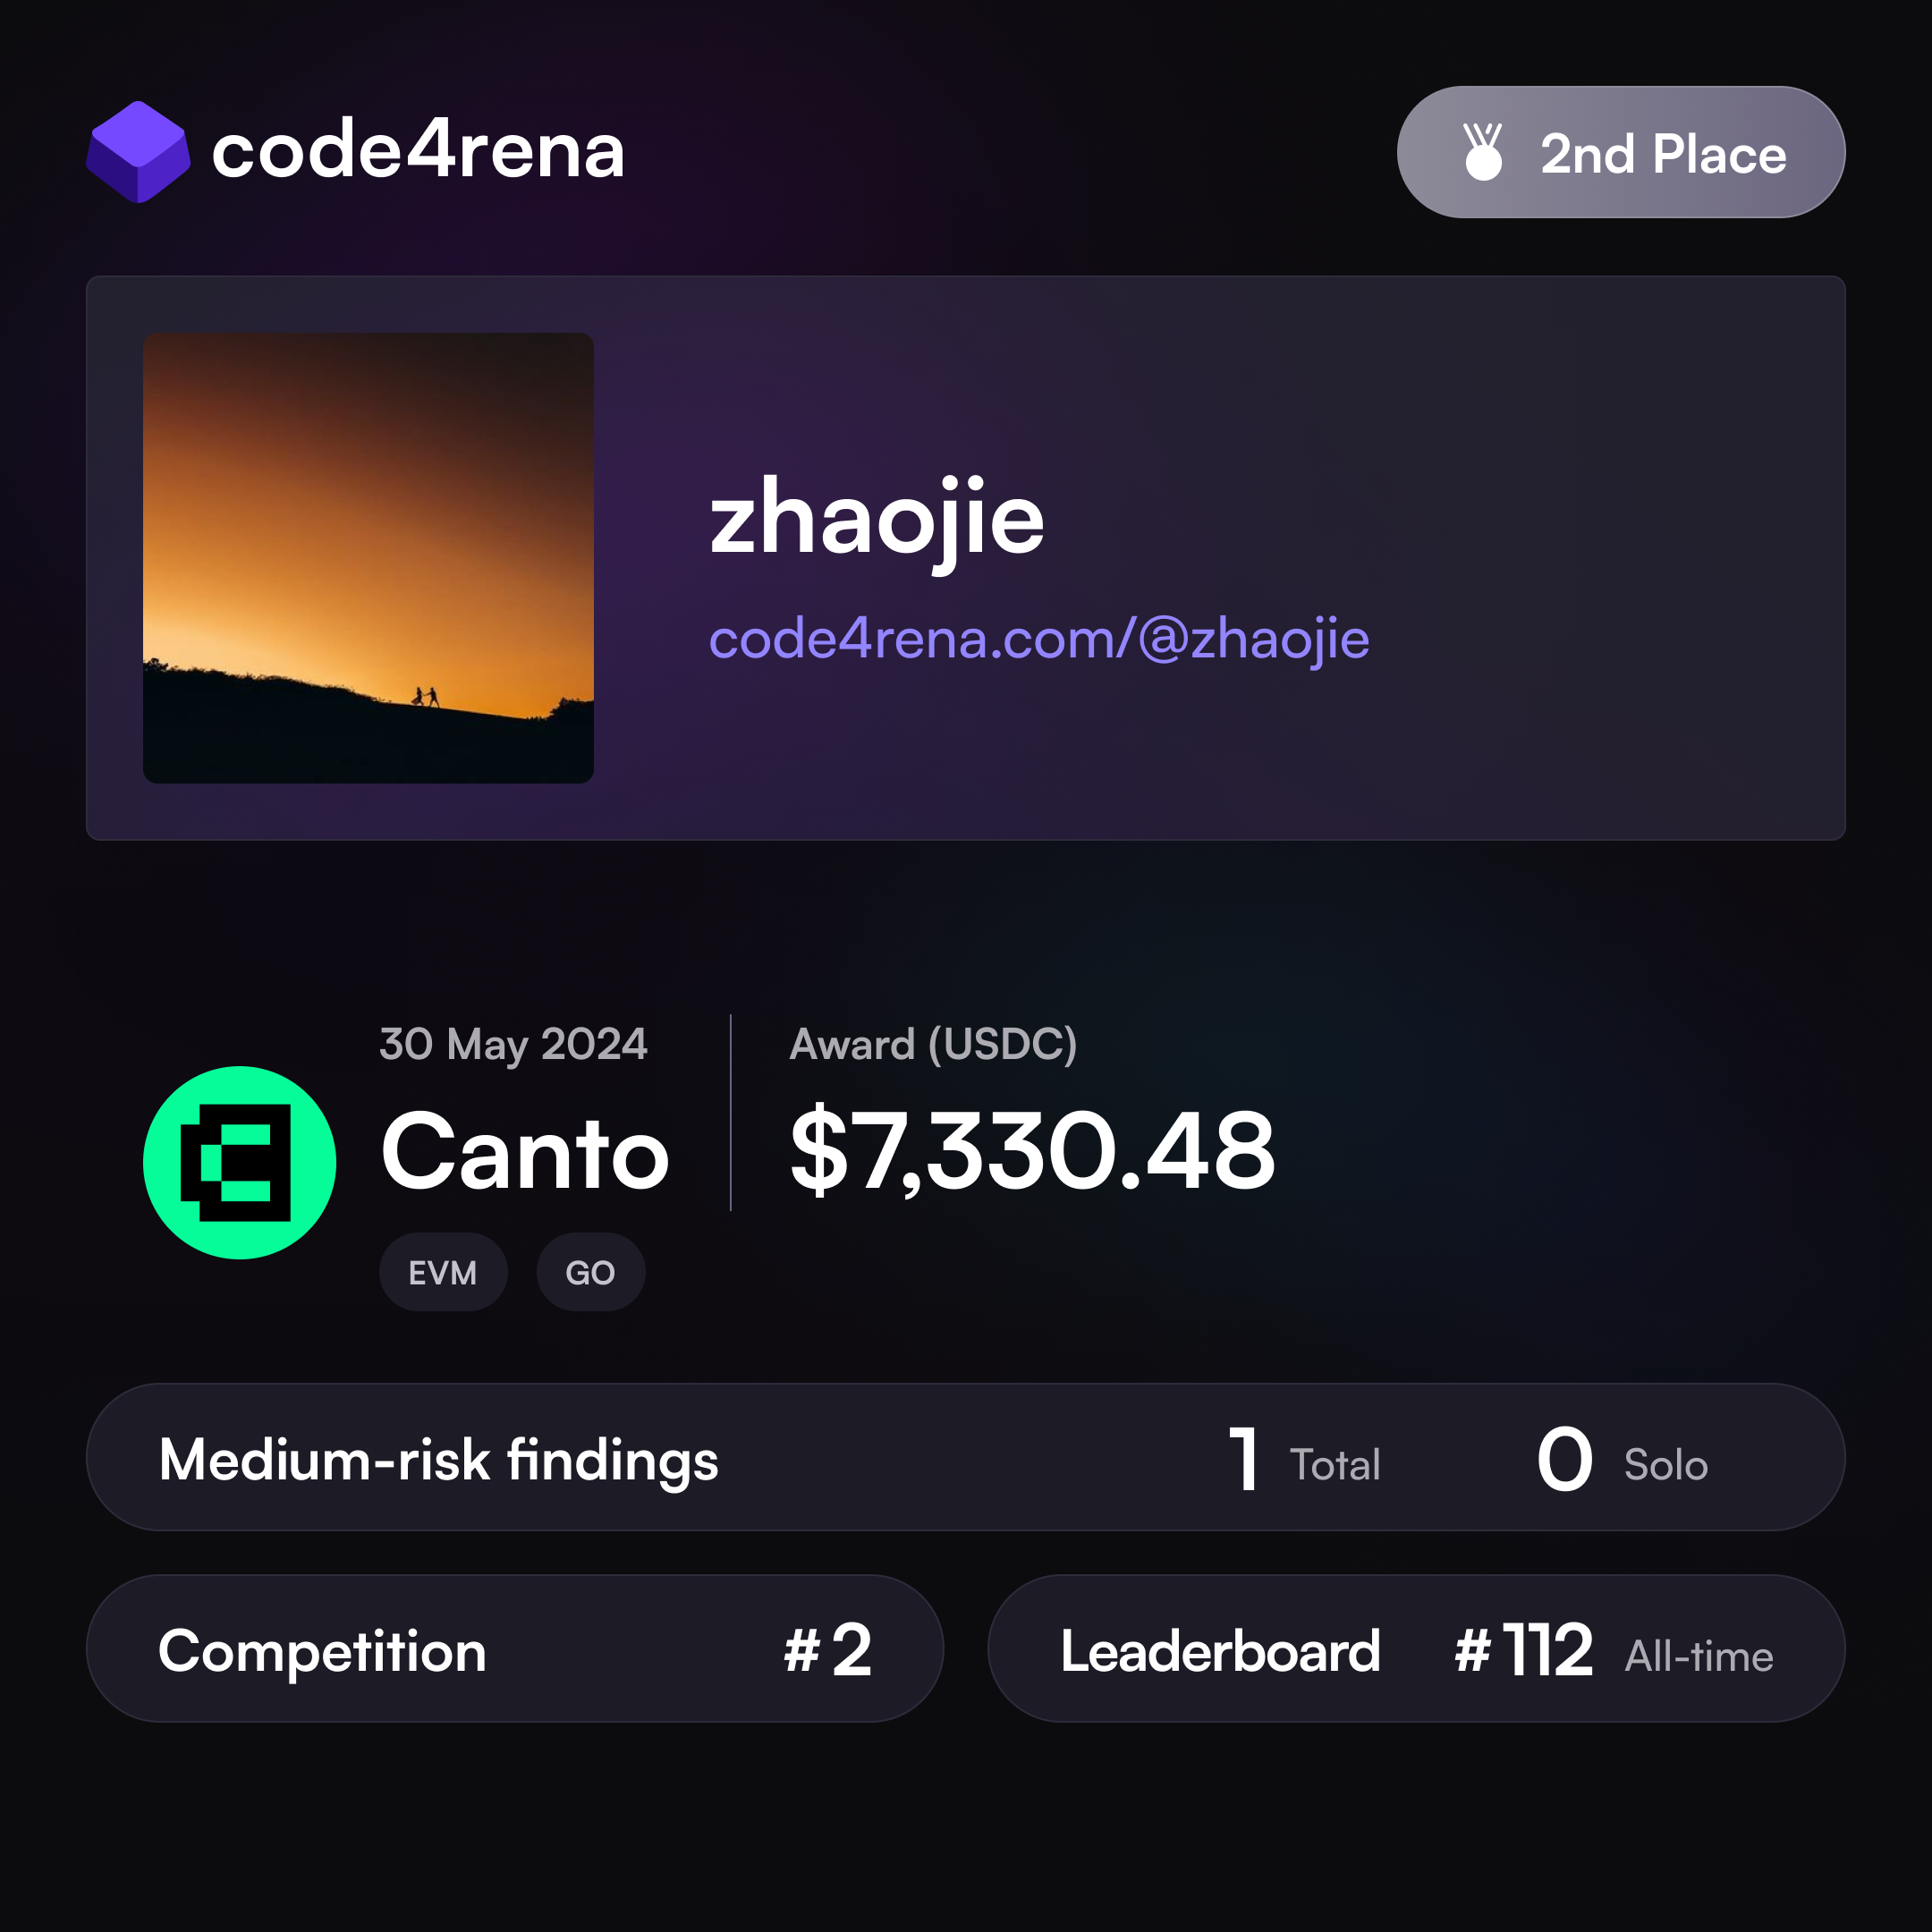 code4rena
2nd Place
zhaojie
code4rena.com/@zhaojie
30 May 2024
Canto
EVM GO
Award (USDC)
$7,330.48
Medium-risk findings 1 Total 0 Solo
Competition #2
Leaderboard #112 All-time